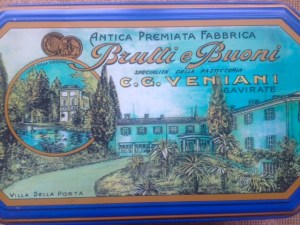 Antica Premiata Fabbrica
Brutti e Buoni
Specialità della Pasticceria
C.G. VENIANI
GAVIRATE
Villa Della Porta